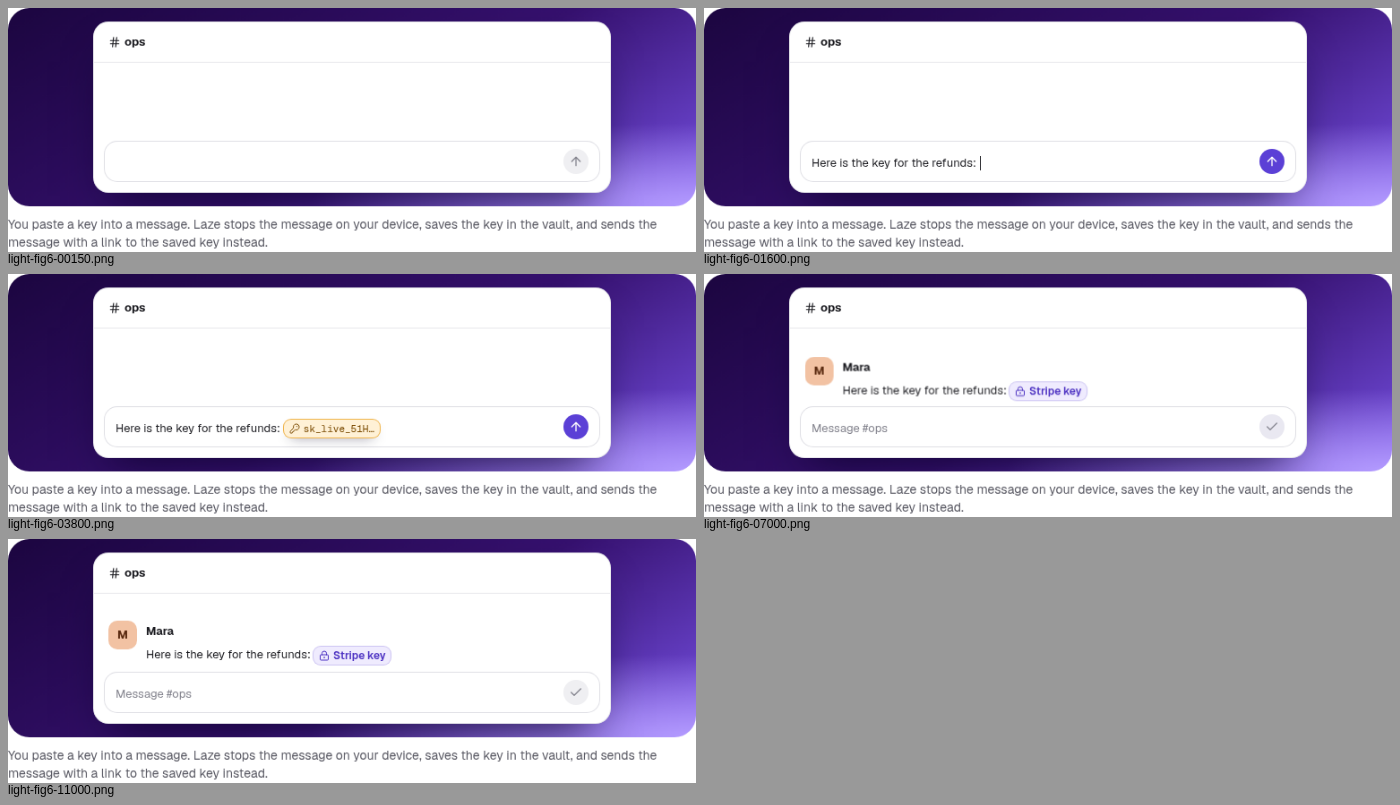 # ops
You paste a key into a message. Laze stops the message on your device, saves the key in the vault, and sends the
message with a link to the saved key instead.
light-fig6-00150.png
# ops
Here is the key for the refunds:
You paste a key into a message. Laze stops the message on your device, saves the key in the vault, and sends the
message with a link to the saved key instead.
light-fig6-01600.png
# ops
Here is the key for the refunds: sk_live_51H…
You paste a key into a message. Laze stops the message on your device, saves the key in the vault, and sends the
message with a link to the saved key instead.
light-fig6-03800.png
# ops
M
Mara
Here is the key for the refunds: Stripe key
Message #ops
You paste a key into a message. Laze stops the message on your device, saves the key in the vault, and sends the
message with a link to the saved key instead.
light-fig6-07000.png
# ops
M
Mara
Here is the key for the refunds: Stripe key
Message #ops
You paste a key into a message. Laze stops the message on your device, saves the key in the vault, and sends the
message with a link to the saved key instead.
light-fig6-11000.png